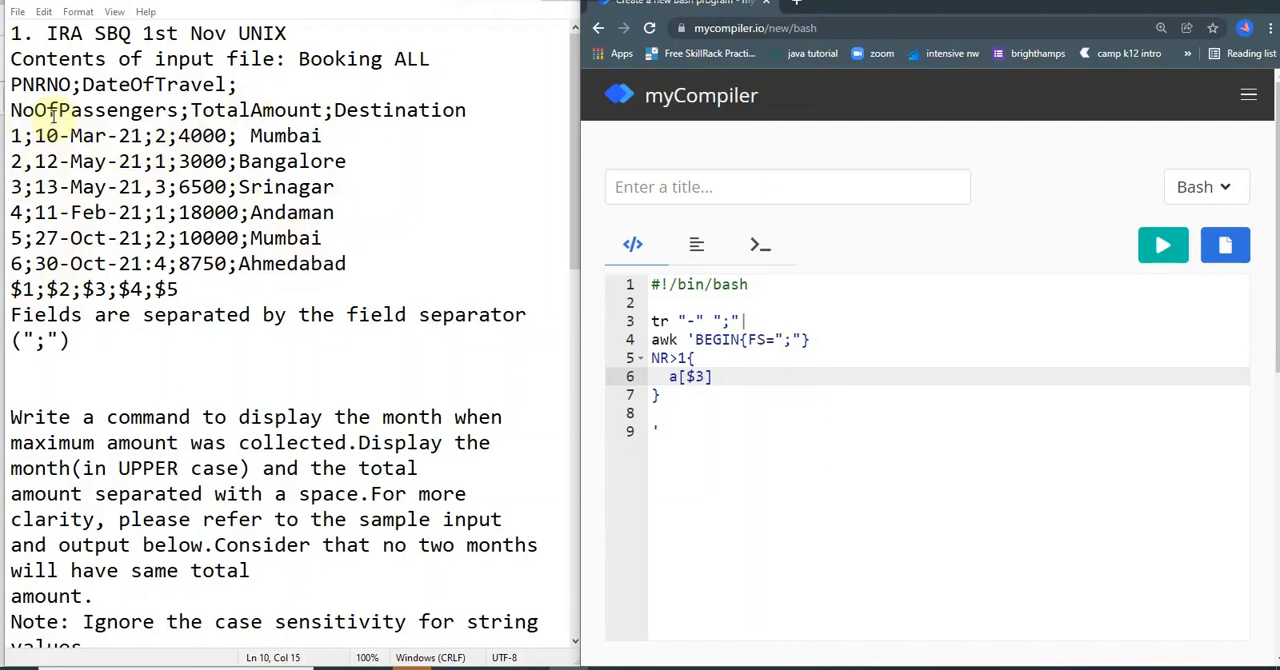 File Edit Format View Help
1. IRA SBQ 1st Nov UNIX
Contents of input file: Booking ALL
PNRNO;DateOfTravel;
NoOfPassengers;TotalAmount;Destination
1;10-Mar-21;2;4000; Mumbai
2,12-May-21;1;3000;Bangalore
3;13-May-21,3;6500;Srinagar
4;11-Feb-21;1;18000;Andaman
5;27-Oct-21;2;10000;Mumbai
6;30-Oct-21:4;8750;Ahmedabad
$1;$2;$3;$4;$5
Fields are separated by the field separator
(";")
Write a command to display the month when
maximum amount was collected.Display the
month(in UPPER case) and the total
amount separated with a space.For more
clarity, please refer to the sample input
and output below.Consider that no two months
will have same total
amount.
Note: Ignore the case sensitivity for string
values
Ln 10, Col 15 100% Windows (CRLF) UTF-8
Create a new bash program - my
mycompiler.io/new/bash
Apps Free SkillRack Practi... java tutorial zoom intensive nw brighthamps camp k12 intro » Reading list
myCompiler
Enter a title...
Bash
1 #!/bin/bash
2
3 tr "-" ";"|
4 awk 'BEGIN{FS=";"}
5 NR>1{
6 a[$3]
7 }
8
9 '